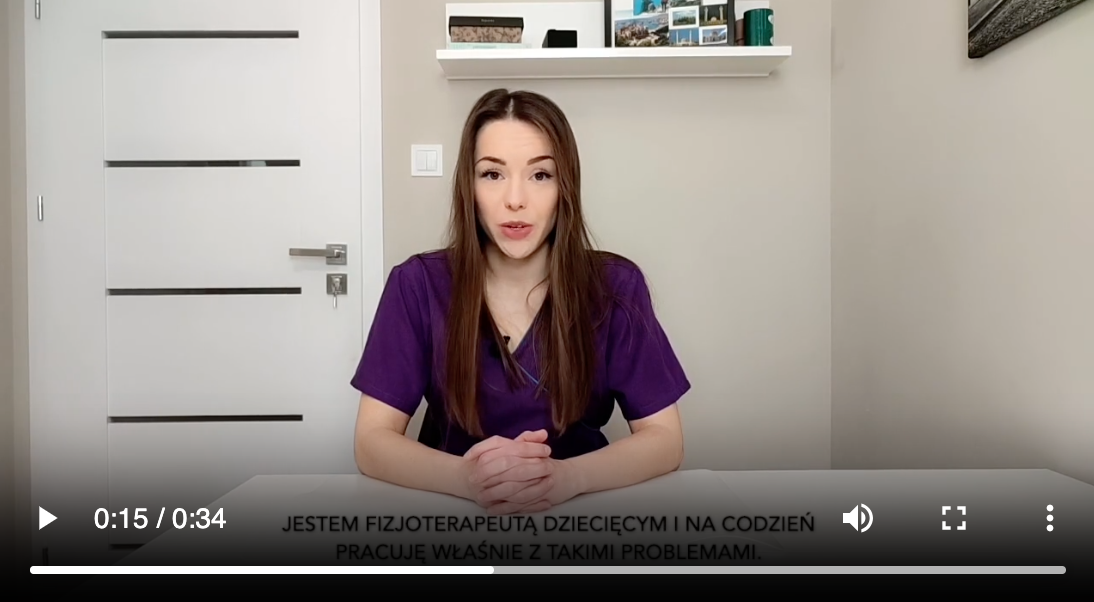 0:15 / 0:34
JESTEM FIZJOTERAPEUTĄ DZIECIĘCYM I NA CODZIEŃ
PRACUJĘ WŁAŚNIE Z TAKIMI PROBLEMAMI.